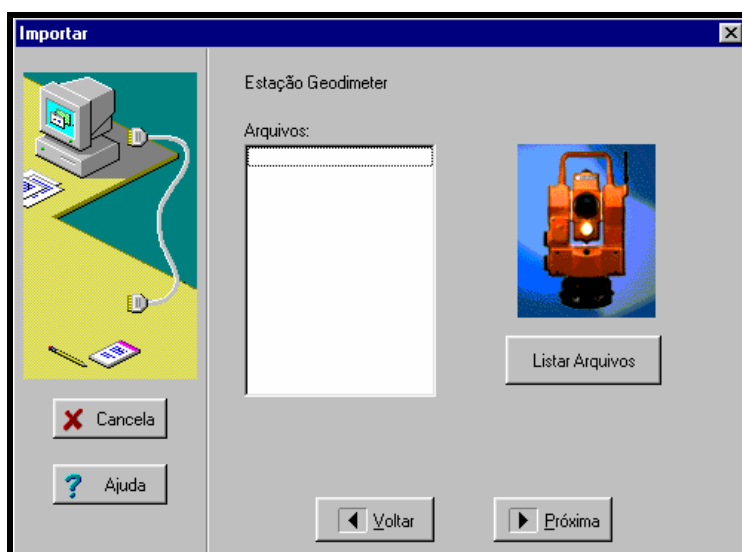 Importar
Estação Geodimeter
Arquivos:
Listar Arquivos
Cancela
Ajuda
Voltar
Próxima